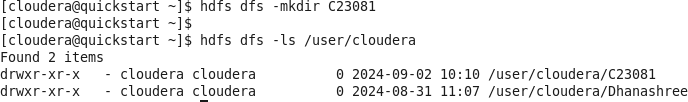 [cloudera@quickstart ~]$ hdfs dfs -mkdir C23081
[cloudera@quickstart ~]$
[cloudera@quickstart ~]$ hdfs dfs -ls /user/cloudera
Found 2 items
drwxr-xr-x   - cloudera cloudera          0 2024-09-02 10:10 /user/cloudera/C23081
drwxr-xr-x   - cloudera cloudera          0 2024-08-31 11:07 /user/cloudera/Dhanashree